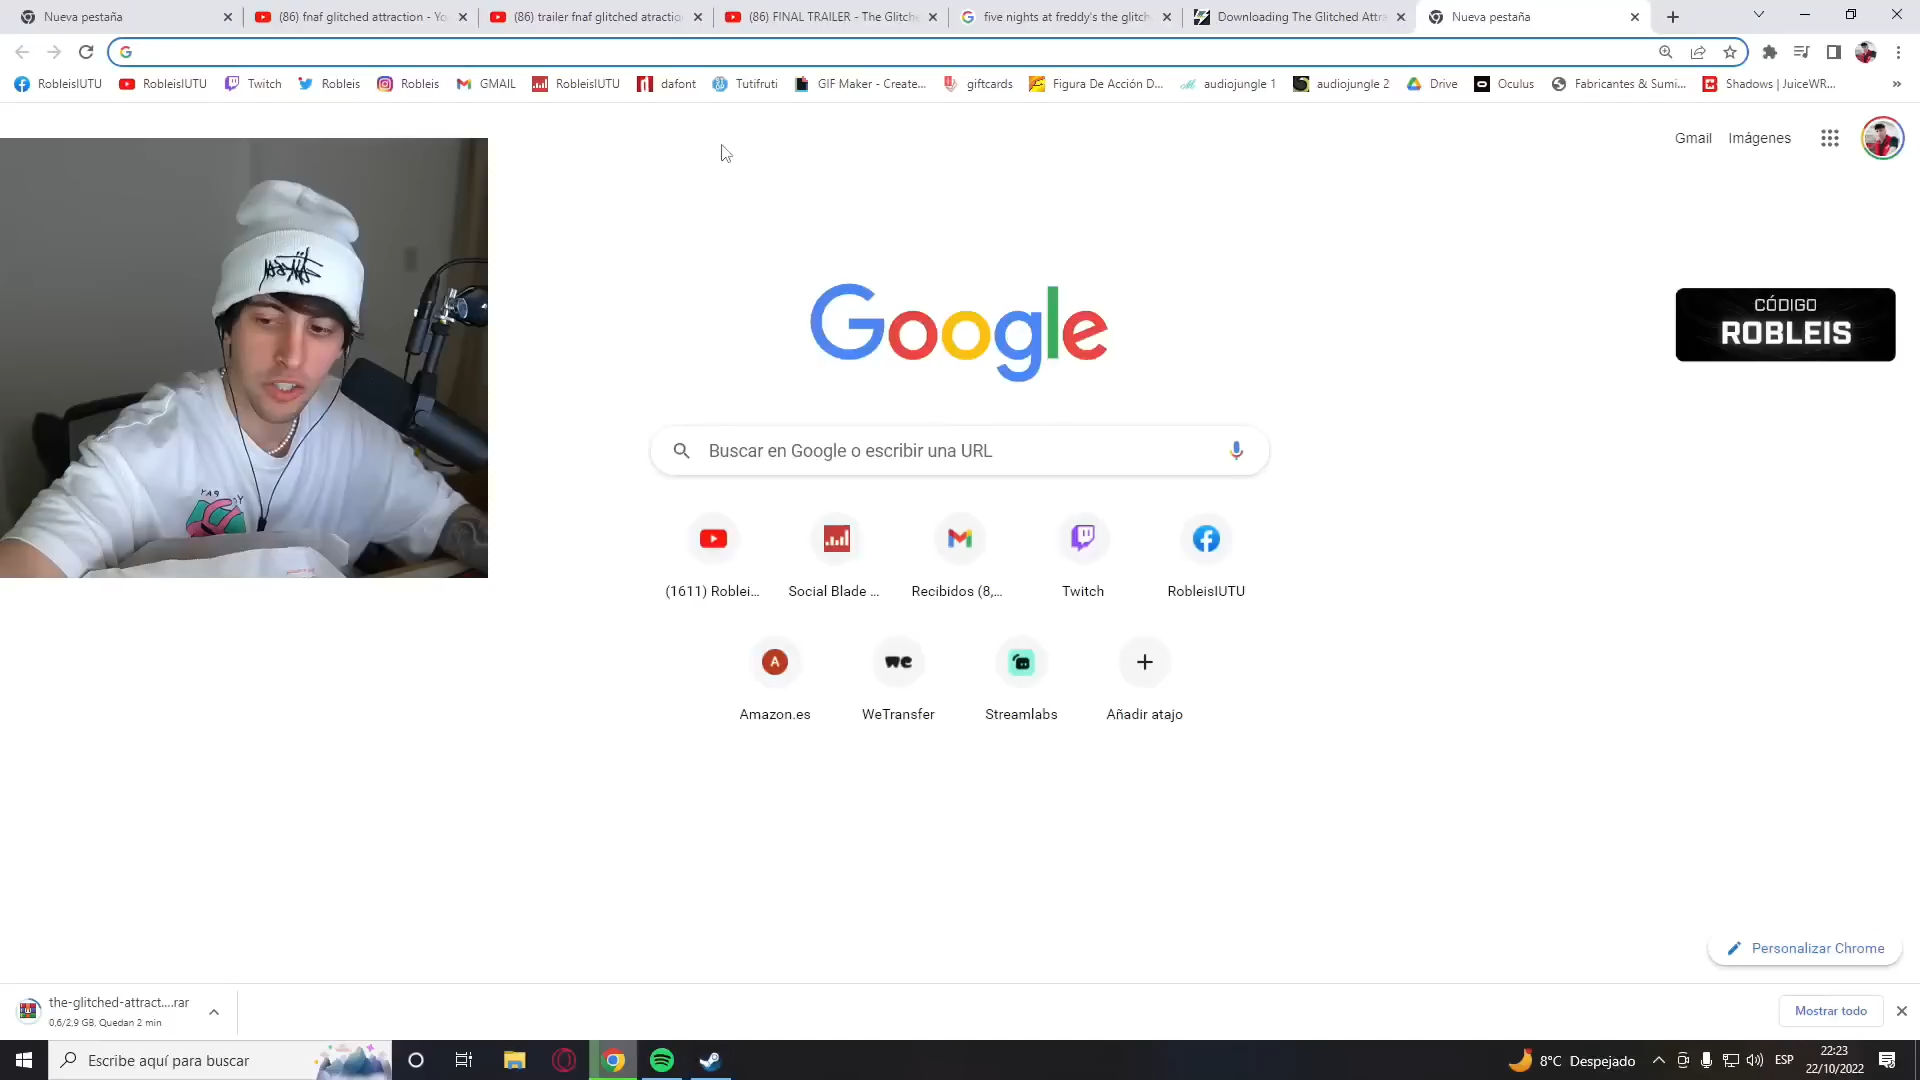 Nueva pestaña
(86) fnaf glitched attraction - Yo
(86) trailer fnaf glitched atractio
(86) FINAL TRAILER - The Glitche
five nights at freddy's the glitch
Downloading The Glitched Attra
Nueva pestaña
RobleisIUTU
RobleisIUTU
Twitch
Robleis
Robleis
GMAIL
RobleisIUTU
dafont
Tutifruti
GIF Maker - Create...
giftcards
Figura De Acción D...
audiojungle 1
audiojungle 2
Drive
Oculus
Fabricantes & Sumi...
Shadows | JuiceWR...
»
Gmail
Imágenes
CÓDIGO
ROBLEIS
Google
Buscar en Google o escribir una URL
(1611) Roblei...
Social Blade ...
Recibidos (8,...
Twitch
RobleisIUTU
A
we
Amazon.es
WeTransfer
Streamlabs
Añadir atajo
Personalizar Chrome
the-glitched-attract....rar
0,6/2,9 GB, Quedan 2 min
Mostrar todo
Escribe aquí para buscar
8°C Despejado
ESP
22:23
22/10/2022